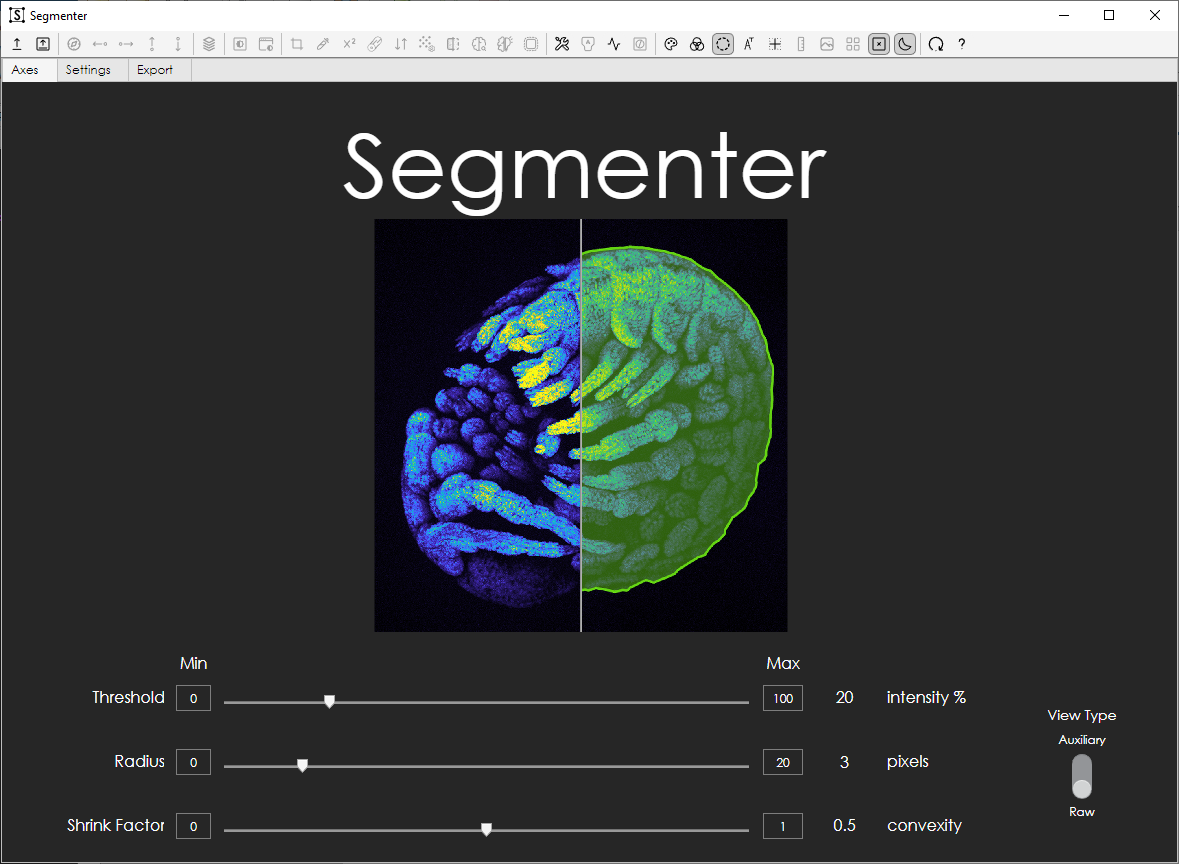 Segmenter
Axes Settings Export
Segmenter
Min Max
Threshold 0 100 20 intensity %
View Type
Auxiliary
Radius 0 20 3 pixels
Raw
Shrink Factor 0 1 0.5 convexity